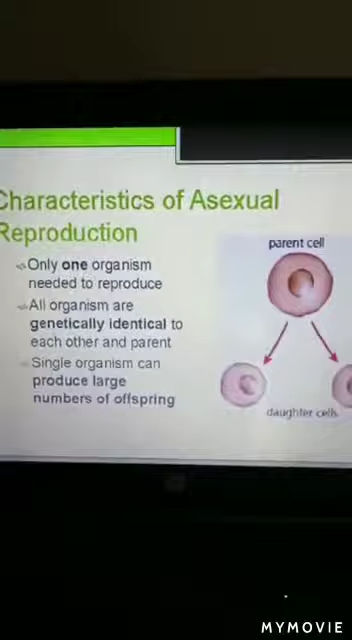 Characteristics of Asexual
Reproduction
Only one organism
needed to reproduce
All organism are
genetically identical to
each other and parent
Single organism can
produce large
numbers of offspring
parent cell
daughter cells
MYMOVIE